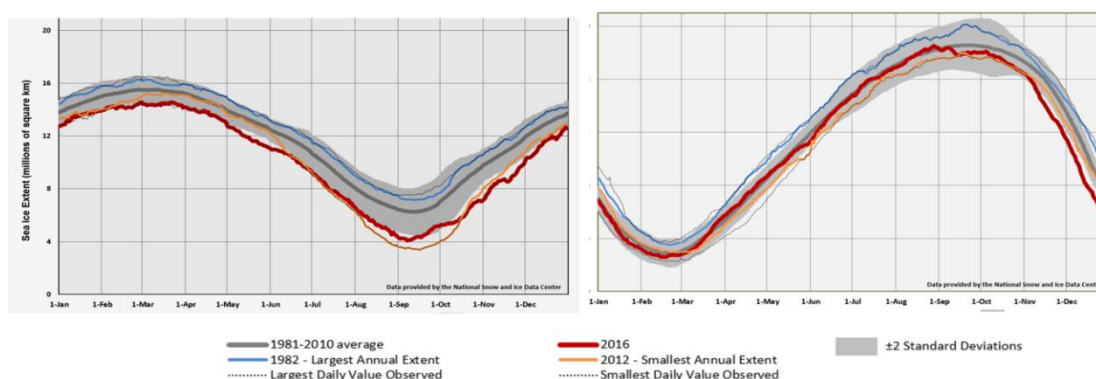 Sea Ice Extent (millions of square km)
20
16
12
8
4
0
1-Jan 1-Feb 1-Mar 1-Apr 1-May 1-Jun 1-Jul 1-Aug 1-Sep 1-Oct 1-Nov 1-Dec
Data provided by the National Snow and Ice Data Center
1-Jan 1-Feb 1-Mar 1-Apr 1-May 1-Jun 1-Jul 1-Aug 1-Sep 1-Oct 1-Nov 1-Dec
Data provided by the National Snow and Ice Data Center
1981-2010 average
1982 - Largest Annual Extent
Largest Daily Value Observed
2016
2012 - Smallest Annual Extent
Smallest Daily Value Observed
±2 Standard Deviations